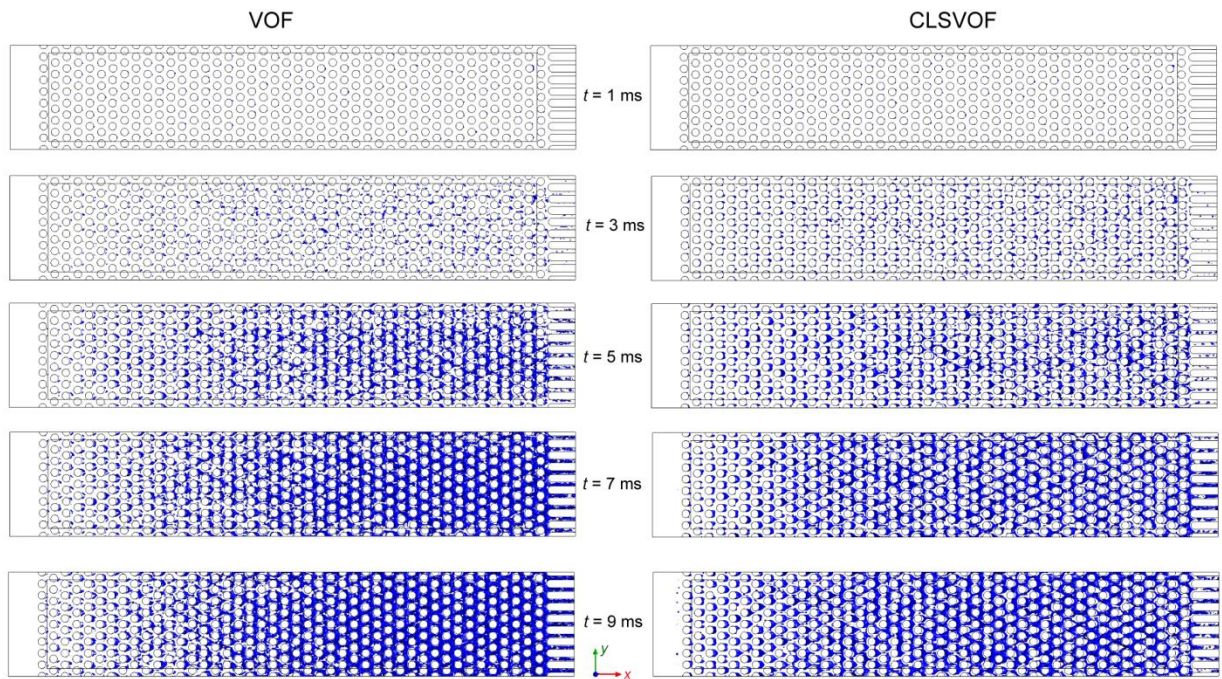 VOF
CLSVOF
t = 1 ms
t = 3 ms
t = 5 ms
t = 7 ms
t = 9 ms
y
x